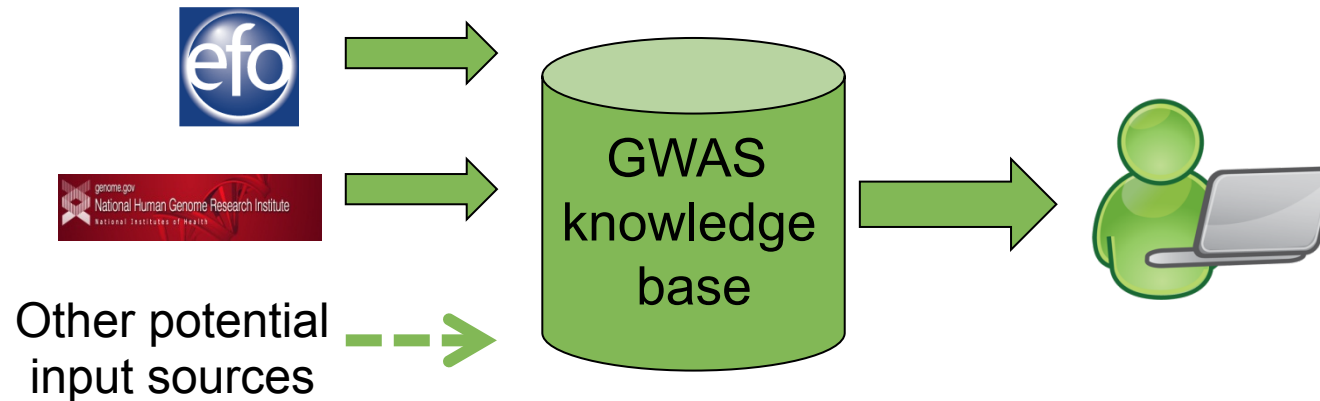 efo
genome.gov
National Human Genome Research Institute
National Institutes of Health
Other potential
input sources
GWAS
knowledge
base